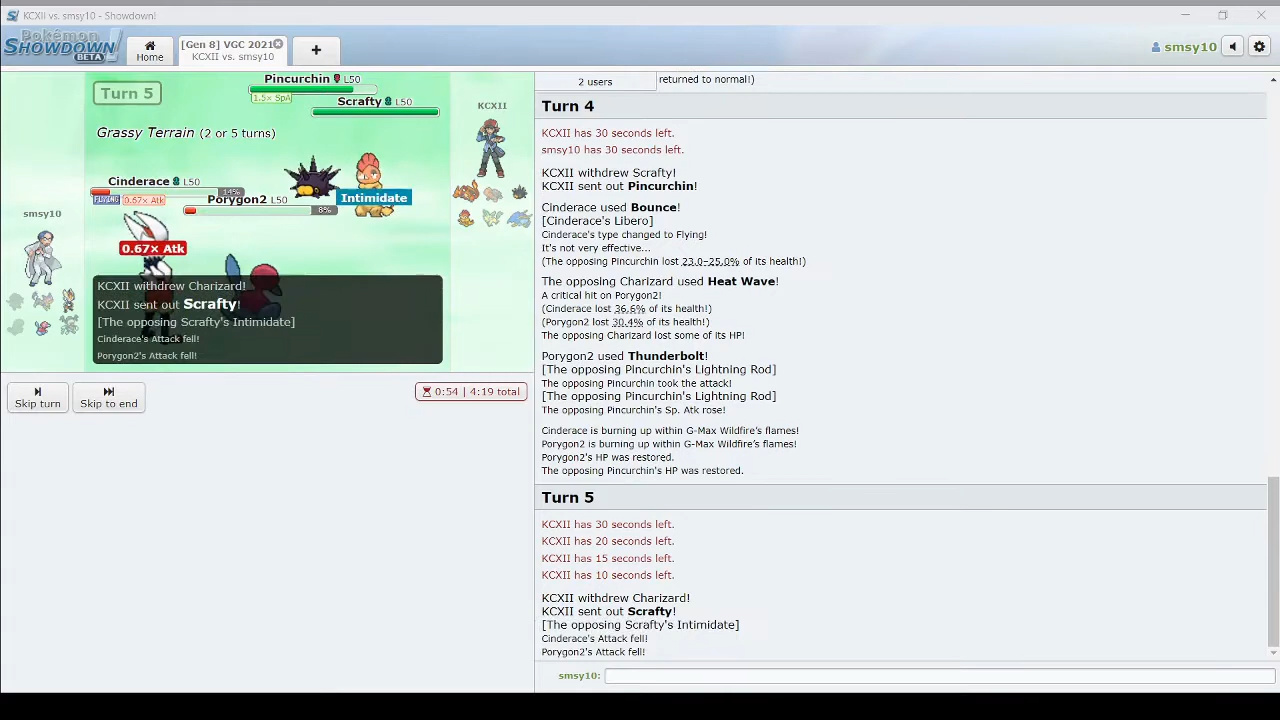 KCXII vs. smsy10 - Showdown!
Pokémon
SHOWDOWN!
BETA
Home
[Gen 8] VGC 2021
KCXII vs. smsy10
+
smsy10
Turn 5
Pincurchin L50
1.5× SpA
Scrafty L50
KCXII
Grassy Terrain (2 or 5 turns)
Cinderace L50
14%
FLYING 0.67× Atk
Porygon2 L50
8%
Intimidate
smsy10
0.67× Atk
KCXII withdrew Charizard!
KCXII sent out Scrafty!
[The opposing Scrafty's Intimidate]
Cinderace's Attack fell!
Porygon2's Attack fell!
Skip turn
Skip to end
0:54 | 4:19 total
2 users
returned to normal!)
Turn 4
KCXII has 30 seconds left.
smsy10 has 30 seconds left.
KCXII withdrew Scrafty!
KCXII sent out Pincurchin!
Cinderace used Bounce!
[Cinderace's Libero]
Cinderace's type changed to Flying!
It's not very effective...
(The opposing Pincurchin lost 23.0-25.0% of its health!)
The opposing Charizard used Heat Wave!
A critical hit on Porygon2!
(Cinderace lost 36.6% of its health!)
(Porygon2 lost 30.4% of its health!)
The opposing Charizard lost some of its HP!
Porygon2 used Thunderbolt!
[The opposing Pincurchin's Lightning Rod]
The opposing Pincurchin took the attack!
[The opposing Pincurchin's Lightning Rod]
The opposing Pincurchin's Sp. Atk rose!
Cinderace is burning up within G-Max Wildfire's flames!
Porygon2 is burning up within G-Max Wildfire's flames!
Porygon2's HP was restored.
The opposing Pincurchin's HP was restored.
Turn 5
KCXII has 30 seconds left.
KCXII has 20 seconds left.
KCXII has 15 seconds left.
KCXII has 10 seconds left.
KCXII withdrew Charizard!
KCXII sent out Scrafty!
[The opposing Scrafty's Intimidate]
Cinderace's Attack fell!
Porygon2's Attack fell!
smsy10: